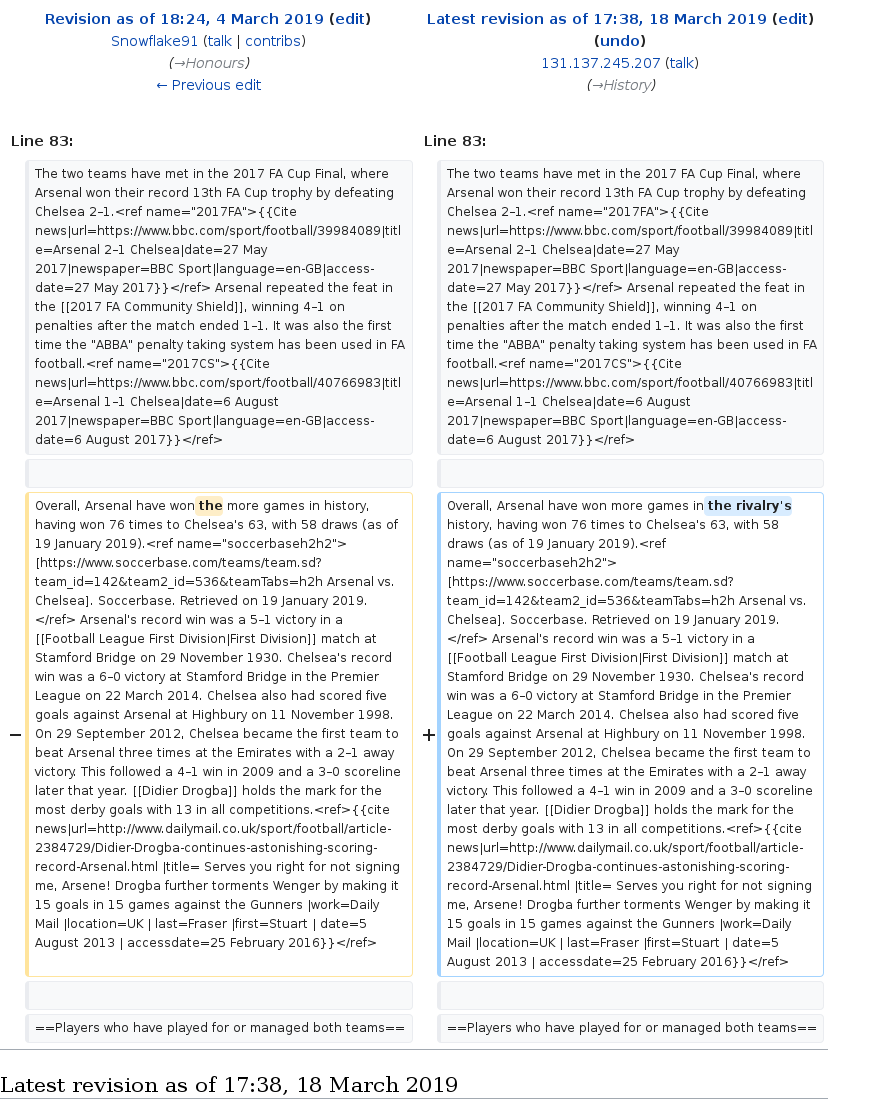 Revision as of 18:24, 4 March 2019 (edit)
Snowflake91 (talk | contribs)
(→Honours)
← Previous edit
Latest revision as of 17:38, 18 March 2019 (edit)
(undo)
131.137.245.207 (talk)
(→History)
Line 83:
Line 83:
The two teams have met in the 2017 FA Cup Final, where
Arsenal won their record 13th FA Cup trophy by defeating
Chelsea 2–1.<ref name="2017FA">{{Cite
news|url=https://www.bbc.com/sport/football/39984089|titl
e=Arsenal 2–1 Chelsea|date=27 May
2017|newspaper=BBC Sport|language=en-GB|access-
date=27 May 2017}}</ref> Arsenal repeated the feat in
the [[2017 FA Community Shield]], winning 4–1 on
penalties after the match ended 1–1. It was also the first
time the "ABBA" penalty taking system has been used in FA
football.<ref name="2017CS">{{Cite
news|url=https://www.bbc.com/sport/football/40766983|titl
e=Arsenal 1–1 Chelsea|date=6 August
2017|newspaper=BBC Sport|language=en-GB|access-
date=6 August 2017}}</ref>
The two teams have met in the 2017 FA Cup Final, where
Arsenal won their record 13th FA Cup trophy by defeating
Chelsea 2–1.<ref name="2017FA">{{Cite
news|url=https://www.bbc.com/sport/football/39984089|titl
e=Arsenal 2–1 Chelsea|date=27 May
2017|newspaper=BBC Sport|language=en-GB|access-
date=27 May 2017}}</ref> Arsenal repeated the feat in
the [[2017 FA Community Shield]], winning 4–1 on
penalties after the match ended 1–1. It was also the first
time the "ABBA" penalty taking system has been used in FA
football.<ref name="2017CS">{{Cite
news|url=https://www.bbc.com/sport/football/40766983|titl
e=Arsenal 1–1 Chelsea|date=6 August
2017|newspaper=BBC Sport|language=en-GB|access-
date=6 August 2017}}</ref>
−
Overall, Arsenal have won the more games in history,
having won 76 times to Chelsea's 63, with 58 draws (as of
19 January 2019).<ref name="soccerbaseh2h2">
[https://www.soccerbase.com/teams/team.sd?
team_id=142&team2_id=536&teamTabs=h2h Arsenal vs.
Chelsea]. Soccerbase. Retrieved on 19 January 2019.
</ref> Arsenal's record win was a 5–1 victory in a
[[Football League First Division|First Division]] match at
Stamford Bridge on 29 November 1930. Chelsea's record
win was a 6–0 victory at Stamford Bridge in the Premier
League on 22 March 2014. Chelsea also had scored five
goals against Arsenal at Highbury on 11 November 1998.
On 29 September 2012, Chelsea became the first team to
beat Arsenal three times at the Emirates with a 2–1 away
victory. This followed a 4–1 win in 2009 and a 3–0 scoreline
later that year. [[Didier Drogba]] holds the mark for the
most derby goals with 13 in all competitions.<ref>{{cite
news|url=http://www.dailymail.co.uk/sport/football/article-
2384729/Didier-Drogba-continues-astonishing-scoring-
record-Arsenal.html |title= Serves you right for not signing
me, Arsene! Drogba further torments Wenger by making it
15 goals in 15 games against the Gunners |work=Daily
Mail |location=UK | last=Fraser |first=Stuart | date=5
August 2013 | accessdate=25 February 2016}}</ref>
+
Overall, Arsenal have won more games in the rivalry's
history, having won 76 times to Chelsea's 63, with 58
draws (as of 19 January 2019).<ref
name="soccerbaseh2h2">
[https://www.soccerbase.com/teams/team.sd?
team_id=142&team2_id=536&teamTabs=h2h Arsenal vs.
Chelsea]. Soccerbase. Retrieved on 19 January 2019.
</ref> Arsenal's record win was a 5–1 victory in a
[[Football League First Division|First Division]] match at
Stamford Bridge on 29 November 1930. Chelsea's record
win was a 6–0 victory at Stamford Bridge in the Premier
League on 22 March 2014. Chelsea also had scored five
goals against Arsenal at Highbury on 11 November 1998.
On 29 September 2012, Chelsea became the first team to
beat Arsenal three times at the Emirates with a 2–1 away
victory. This followed a 4–1 win in 2009 and a 3–0 scoreline
later that year. [[Didier Drogba]] holds the mark for the
most derby goals with 13 in all competitions.<ref>{{cite
news|url=http://www.dailymail.co.uk/sport/football/article-
2384729/Didier-Drogba-continues-astonishing-scoring-
record-Arsenal.html |title= Serves you right for not signing
me, Arsene! Drogba further torments Wenger by making it
15 goals in 15 games against the Gunners |work=Daily
Mail |location=UK | last=Fraser |first=Stuart | date=5
August 2013 | accessdate=25 February 2016}}</ref>
==Players who have played for or managed both teams==
==Players who have played for or managed both teams==
Latest revision as of 17:38, 18 March 2019